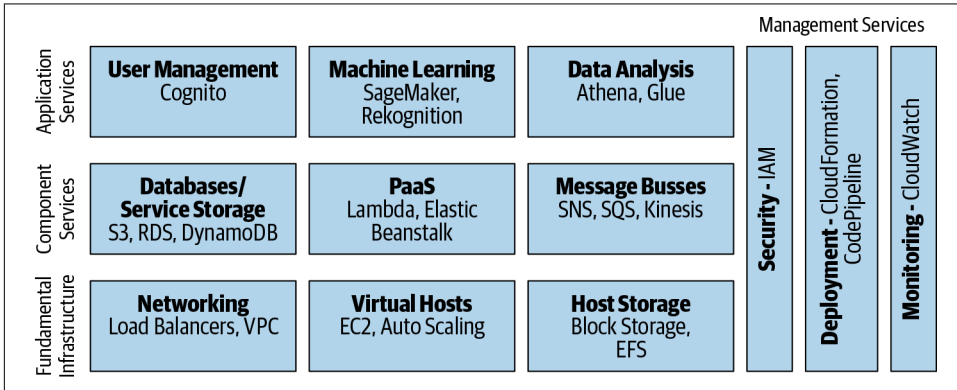 Management Services
Application
Services
User Management
Cognito
Machine Learning
SageMaker,
Rekognition
Data Analysis
Athena, Glue
Component
Services
Databases/
Service Storage
S3, RDS, DynamoDB
PaaS
Lambda, Elastic
Beanstalk
Message Busses
SNS, SQS, Kinesis
Fundamental
Infrastructure
Networking
Load Balancers, VPC
Virtual Hosts
EC2, Auto Scaling
Host Storage
Block Storage,
EFS
Security - IAM
Deployment - CloudFormation,
CodePipeline
Monitoring - CloudWatch